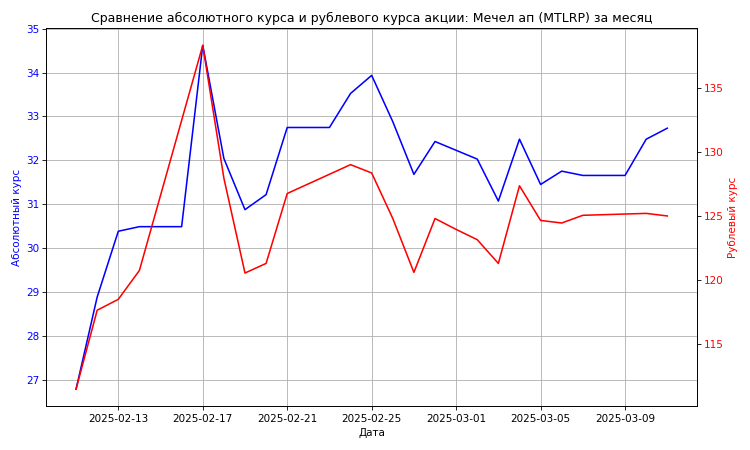 Сравнение абсолютного курса и рублевого курса акции: Мечел ап (MTLRP) за месяц
35
34
33
32
31
30
29
28
27
Абсолютный курс
135
130
125
120
115
Рублевый курс
2025-02-13 2025-02-17 2025-02-21 2025-02-25 2025-03-01 2025-03-05 2025-03-09
Дата